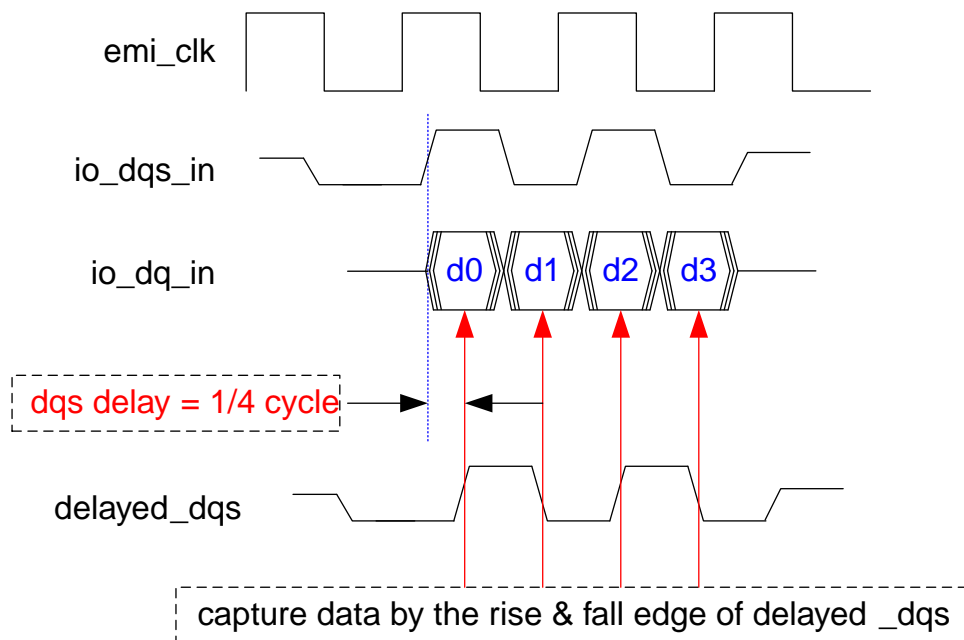 emi_clk
io_dqs_in
io_dq_in
d0 d1 d2 d3
dqs delay = 1/4 cycle
delayed_dqs
capture data by the rise & fall edge of delayed _dqs